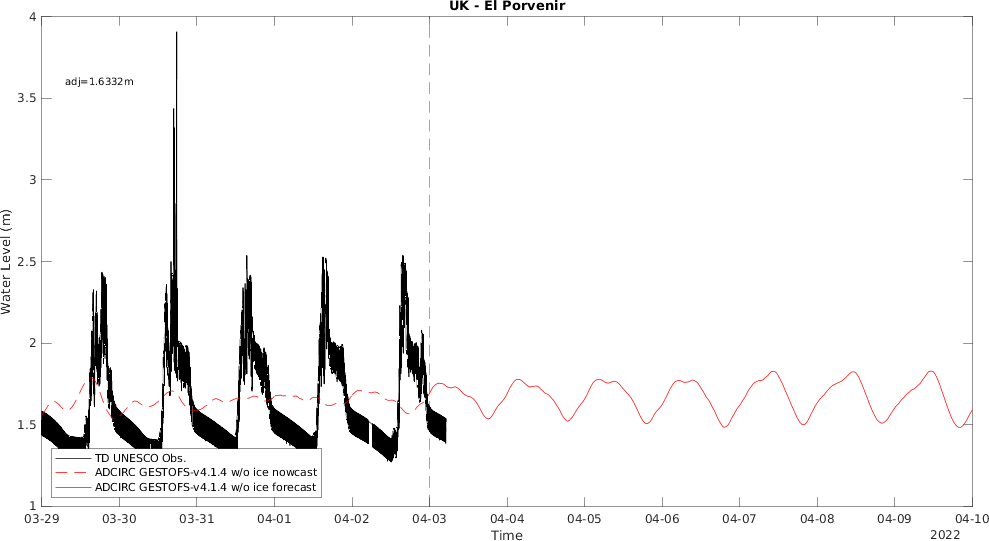 UK - El Porvenir
4
adj=1.6332m
3.5
3
2.5
2
1.5
1
Water Level (m)
TD UNESCO Obs.
ADCIRC GESTOFS-v4.1.4 w/o ice nowcast
ADCIRC GESTOFS-v4.1.4 w/o ice forecast
03-29 03-30 03-31 04-01 04-02 04-03 04-04 04-05 04-06 04-07 04-08 04-09 04-10
Time
2022